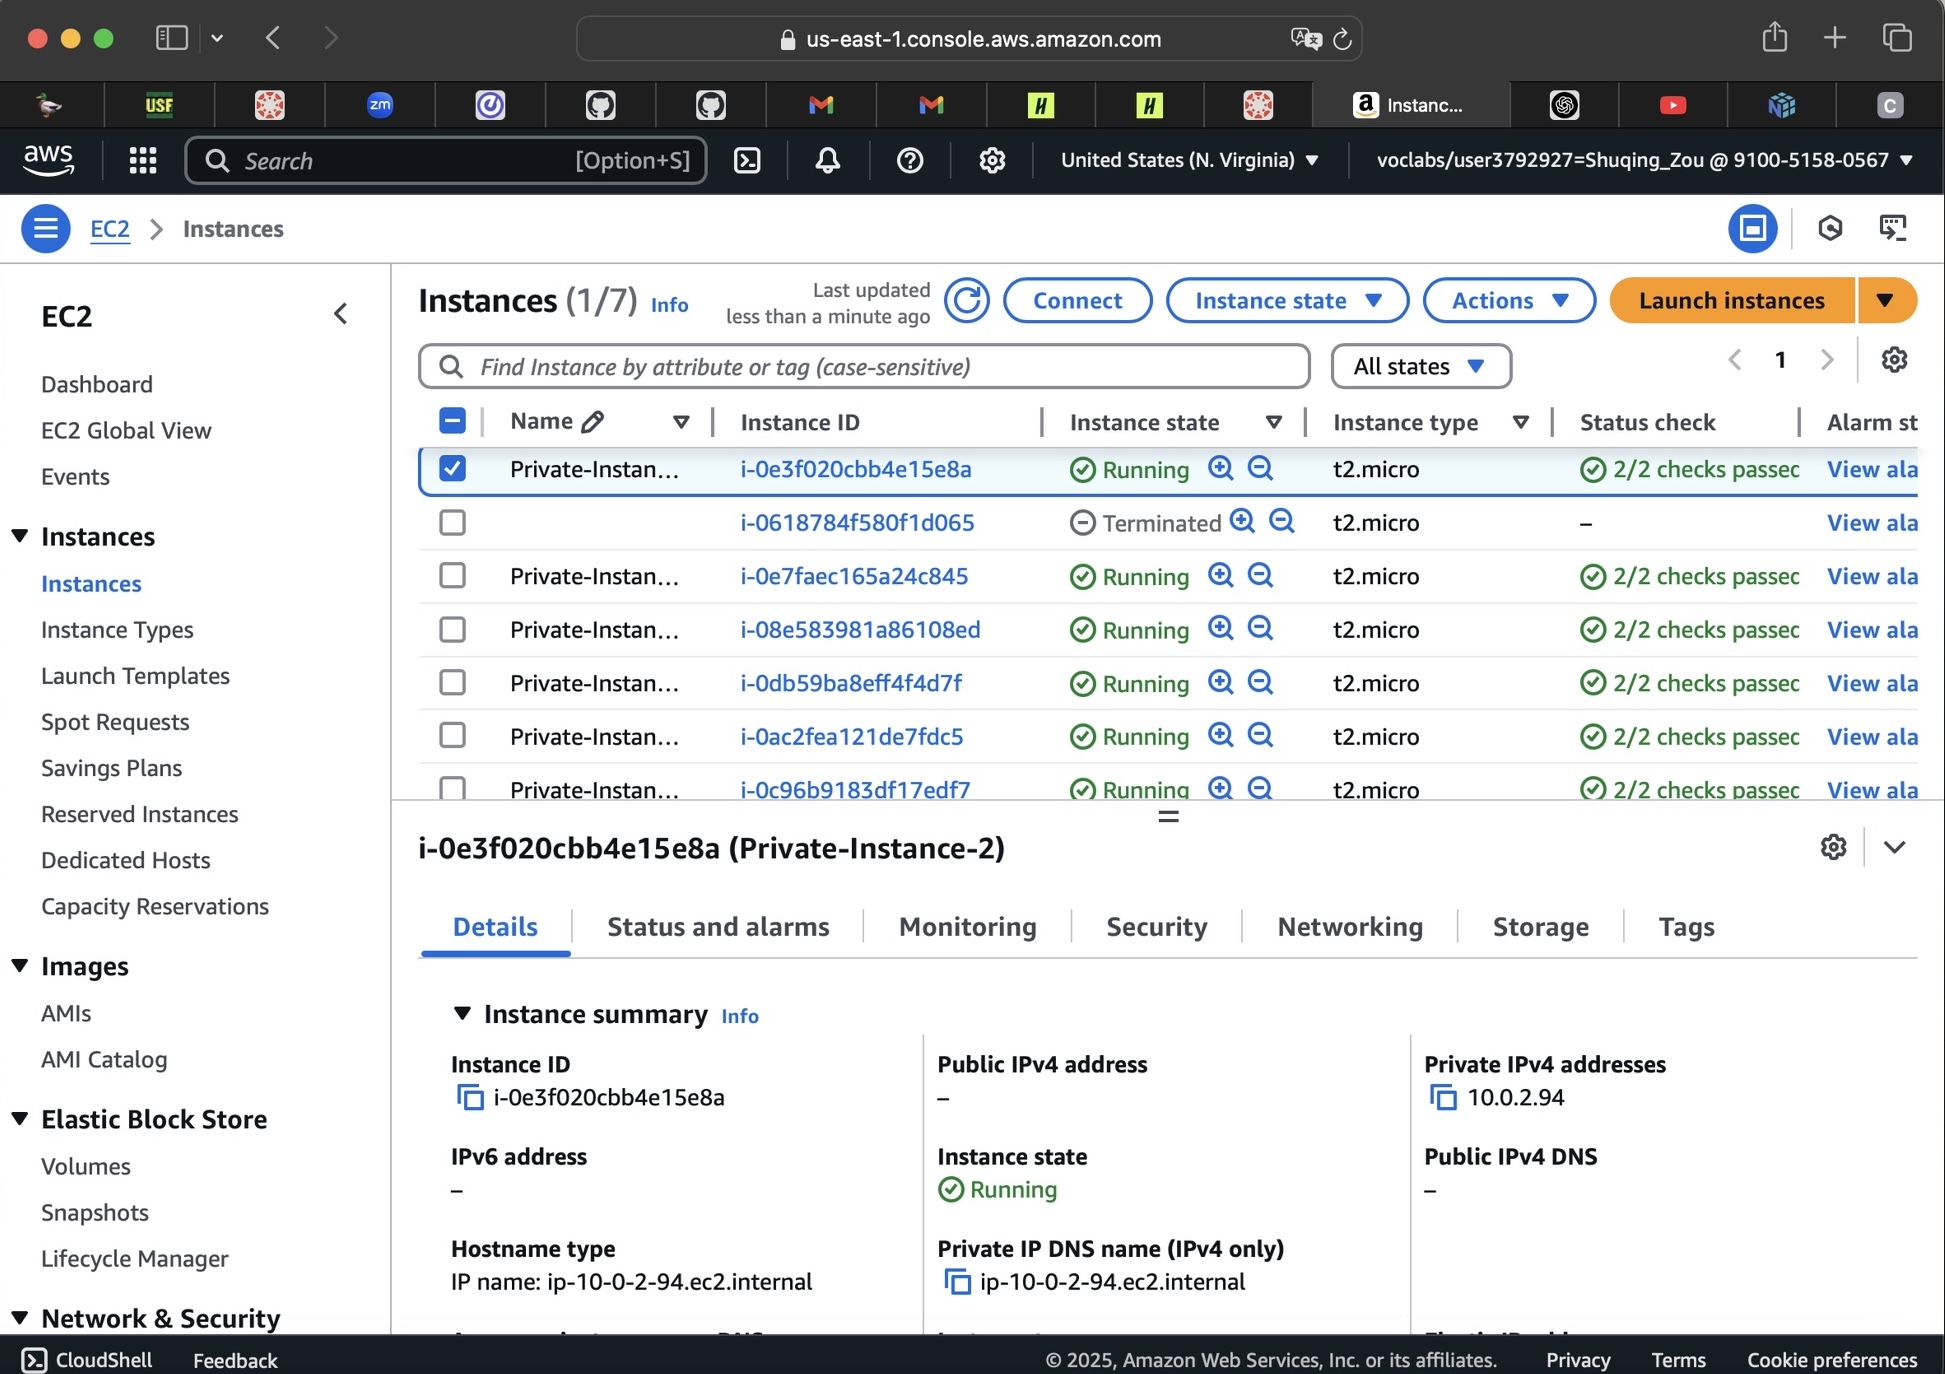 us-east-1.console.aws.amazon.com
USF
zm
H
H
a Instanc...
C
aws
Search [Option+S]
United States (N. Virginia)
voclabs/user3792927=Shuqing_Zou @ 9100-5158-0567
EC2 Instances
EC2
Dashboard
EC2 Global View
Events
Instances
Instances
Instance Types
Launch Templates
Spot Requests
Savings Plans
Reserved Instances
Dedicated Hosts
Capacity Reservations
Images
AMIs
AMI Catalog
Elastic Block Store
Volumes
Snapshots
Lifecycle Manager
Network & Security
Instances (1/7) Info
Last updated
less than a minute ago
Connect
Instance state
Actions
Launch instances
Find Instance by attribute or tag (case-sensitive)
All states
1
Name Instance ID Instance state Instance type Status check Alarm st
Private-Instan... i-0e3f020cbb4e15e8a Running t2.micro 2/2 checks passec View ala
i-0618784f580f1d065 Terminated t2.micro – View ala
Private-Instan... i-0e7faec165a24c845 Running t2.micro 2/2 checks passec View ala
Private-Instan... i-08e583981a86108ed Running t2.micro 2/2 checks passec View ala
Private-Instan... i-0db59ba8eff4f4d7f Running t2.micro 2/2 checks passec View ala
Private-Instan... i-0ac2fea121de7fdc5 Running t2.micro 2/2 checks passec View ala
Private-Instan... i-0c96b9183df17edf7 Running t2.micro 2/2 checks passec View ala
i-0e3f020cbb4e15e8a (Private-Instance-2)
Details Status and alarms Monitoring Security Networking Storage Tags
Instance summary Info
Instance ID
i-0e3f020cbb4e15e8a
Public IPv4 address
–
Private IPv4 addresses
10.0.2.94
IPv6 address
–
Instance state
Running
Public IPv4 DNS
–
Hostname type
IP name: ip-10-0-2-94.ec2.internal
Private IP DNS name (IPv4 only)
ip-10-0-2-94.ec2.internal
CloudShell Feedback
© 2025, Amazon Web Services, Inc. or its affiliates. Privacy Terms Cookie preferences